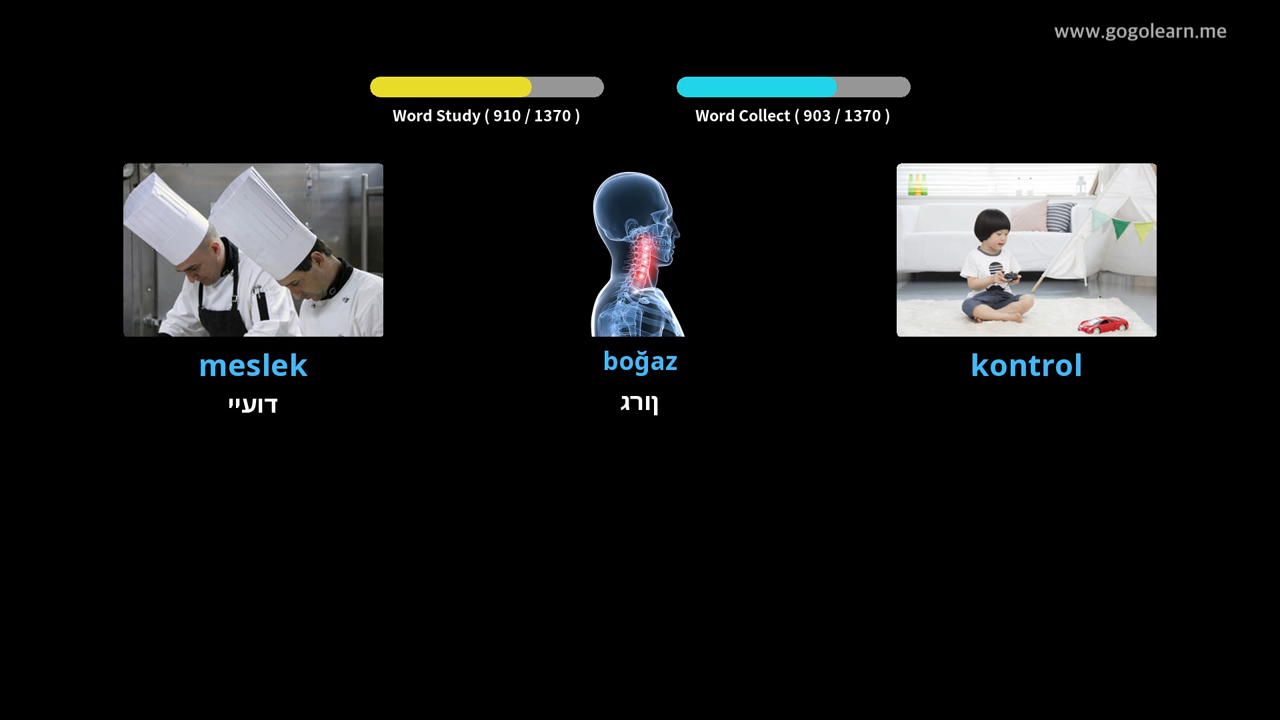 www.gogolearn.me
Word Study ( 910 / 1370 )
Word Collect ( 903 / 1370 )
meslek
דועיי
boğaz
ןורג
kontrol